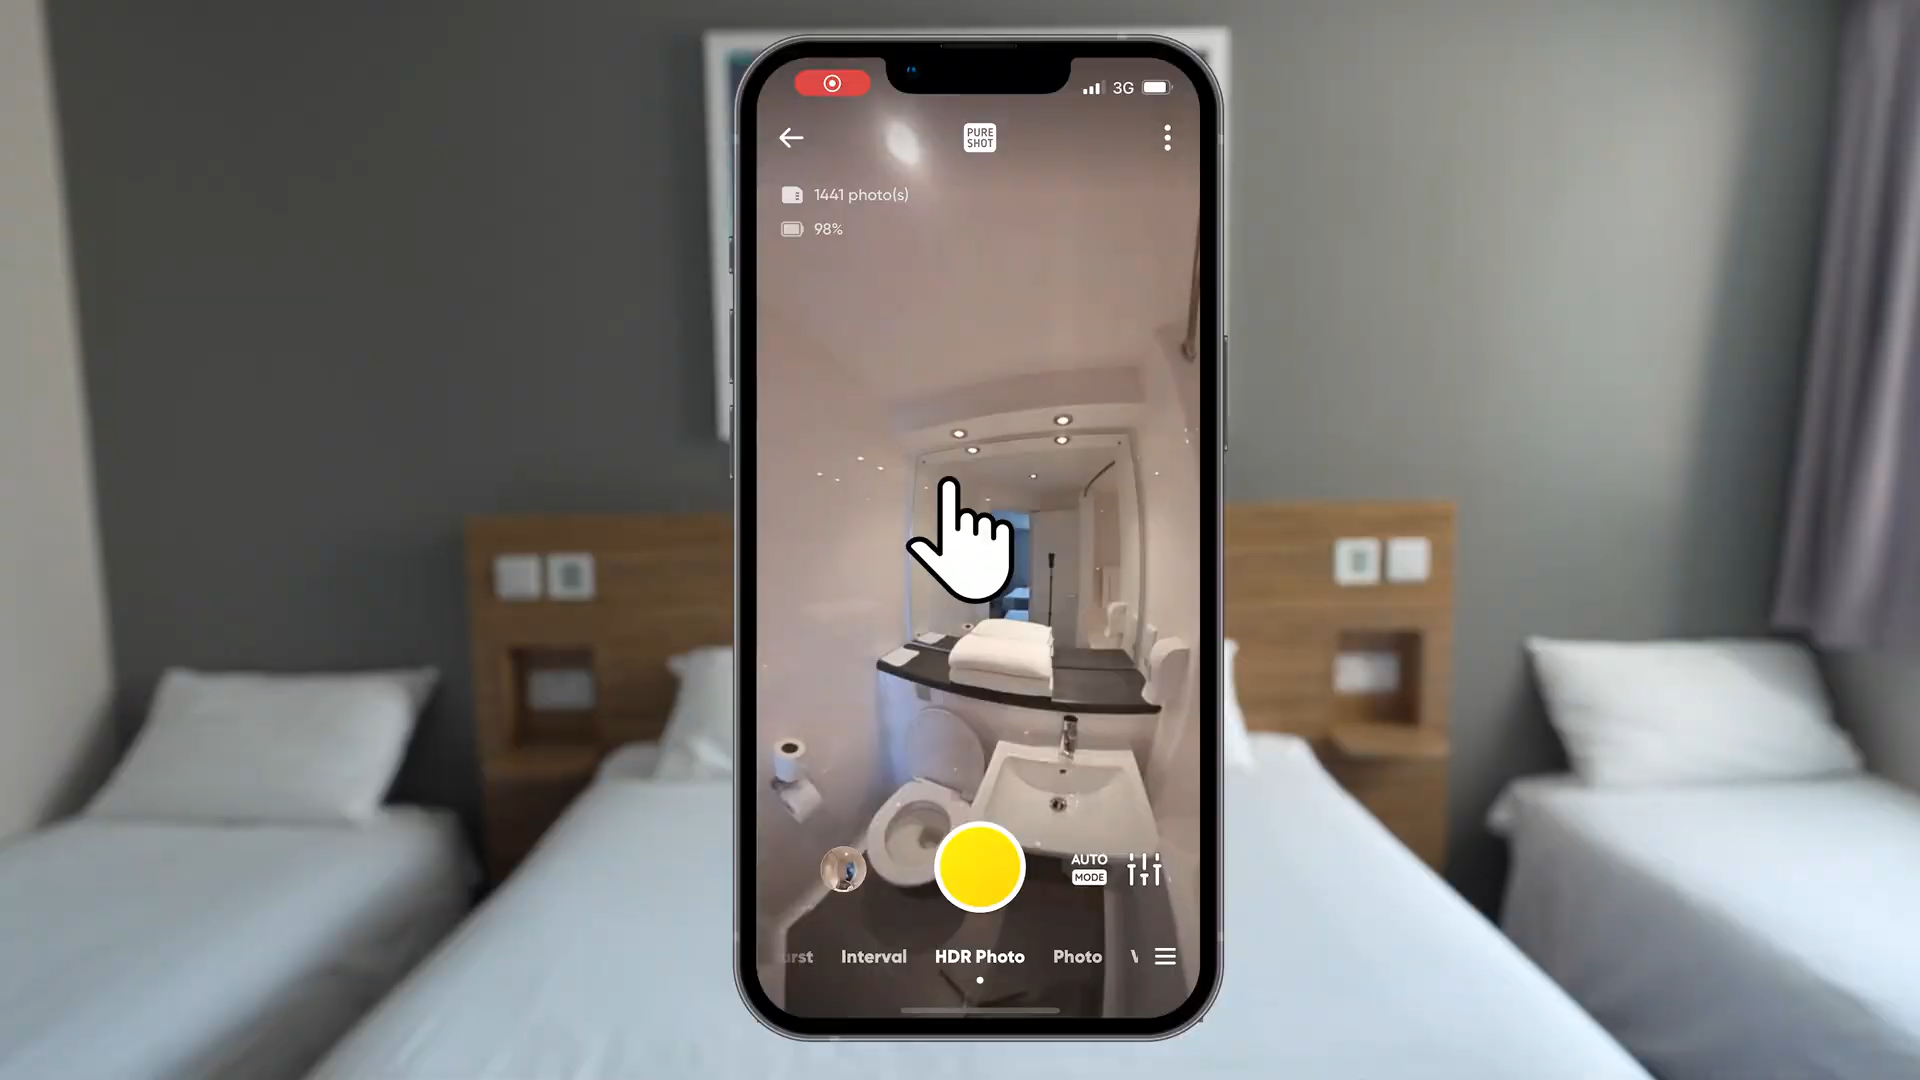 3G
PURE
SHOT
1441 photo(s)
98%
AUTO
MODE
Interval
HDR Photo
Photo